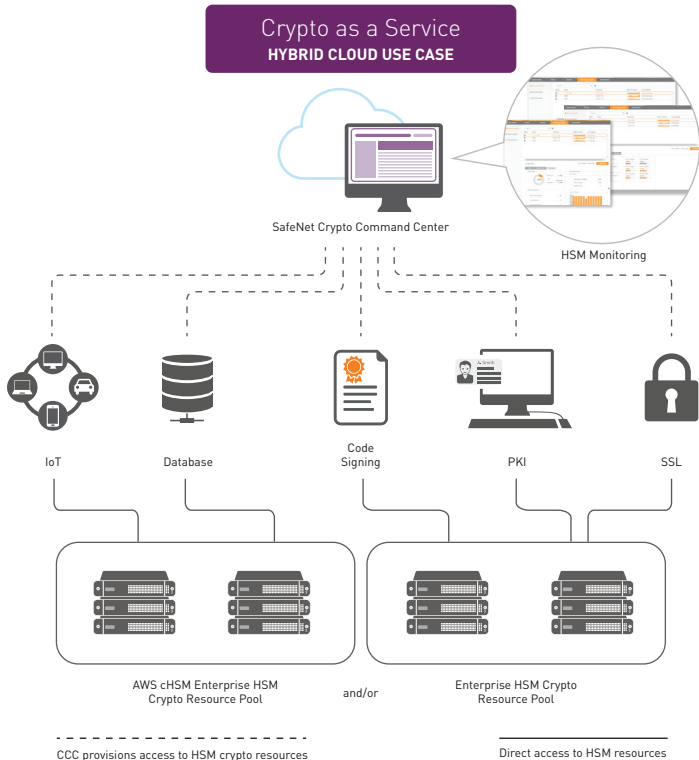 Crypto as a Service
HYBRID CLOUD USE CASE
SafeNet Crypto Command Center
HSM Monitoring
A. Smith
IoT
Database
Code
Signing
PKI
SSL
AWS cHSM Enterprise HSM
Crypto Resource Pool
and/or
Enterprise HSM Crypto
Resource Pool
CCC provisions access to HSM crypto resources
Direct access to HSM resources